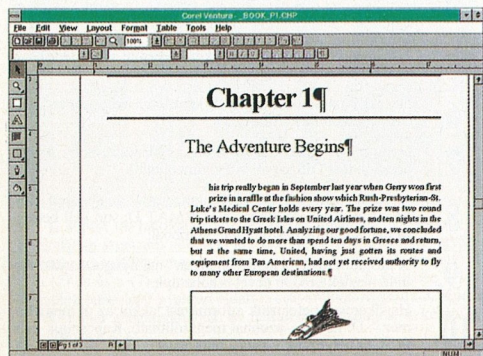 Corel Ventura - _BOOK_P1.CHP
File Edit View Layout Format Table Tools Help
100%
Chapter 1¶
The Adventure Begins¶
his trip really began in September last year when Gerry won first
prize in a raffle at the fashion show which Rush-Presbyterian-St.
Luke's Medical Center holds every year. The prize was two round
trip tickets to the Greek Isles on United Airlines, and ten nights in the
Athens Grand Hyatt hotel. Analyzing our good fortune, we concluded
that we wanted to do more than spend ten days in Greece and return,
but at the same time, United, having just gotten its routes and
equipment from Pan American, had not yet received authority to fly
to many other European destinations.¶
Pg 1 of 3
NUM